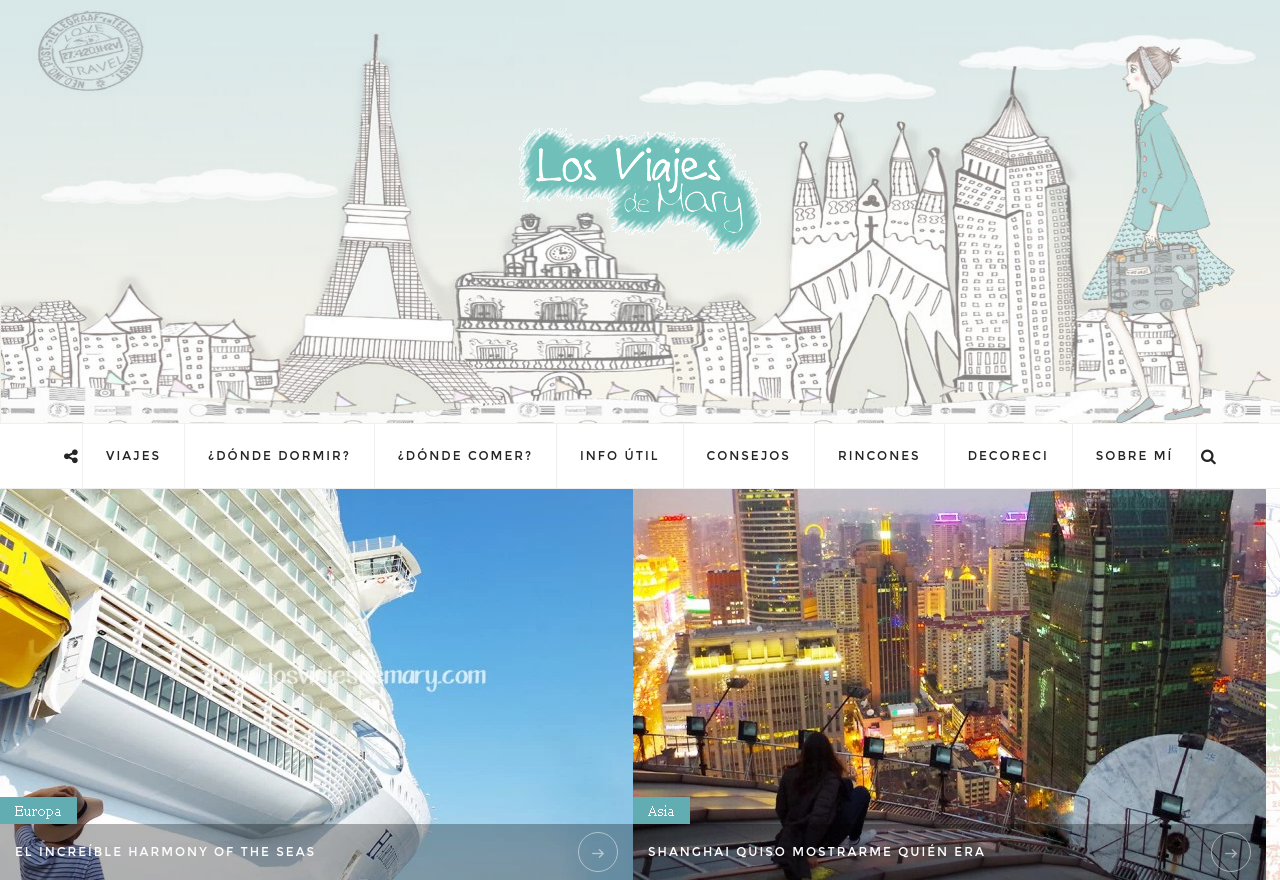 LOVE
TRAVEL
Los Viajes
de Mary
VIAJES
¿DÓNDE DORMIR?
¿DÓNDE COMER?
INFO ÚTIL
CONSEJOS
RINCONES
DECORECI
SOBRE MÍ
losviajesdemary.com
Europa
EL INCREÍBLE HARMONY OF THE SEAS
Asia
SHANGHAI QUISO MOSTRARME QUIÉN ERA